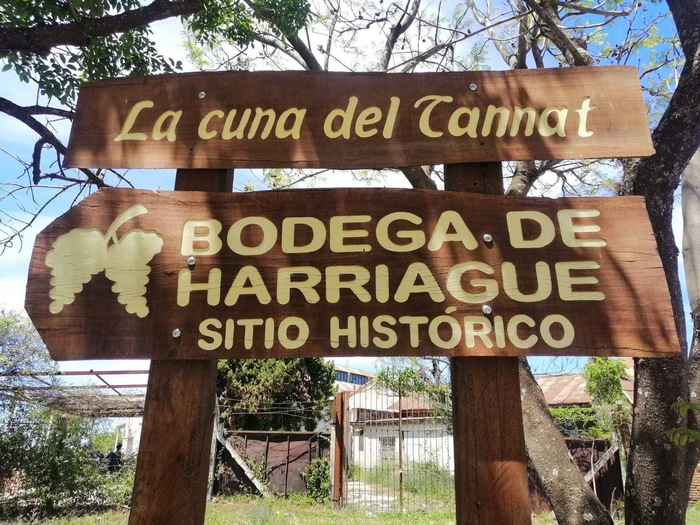 La cuna del Tannat
BODEGA DE
HARRIAGUE
SITIO HISTÓRICO